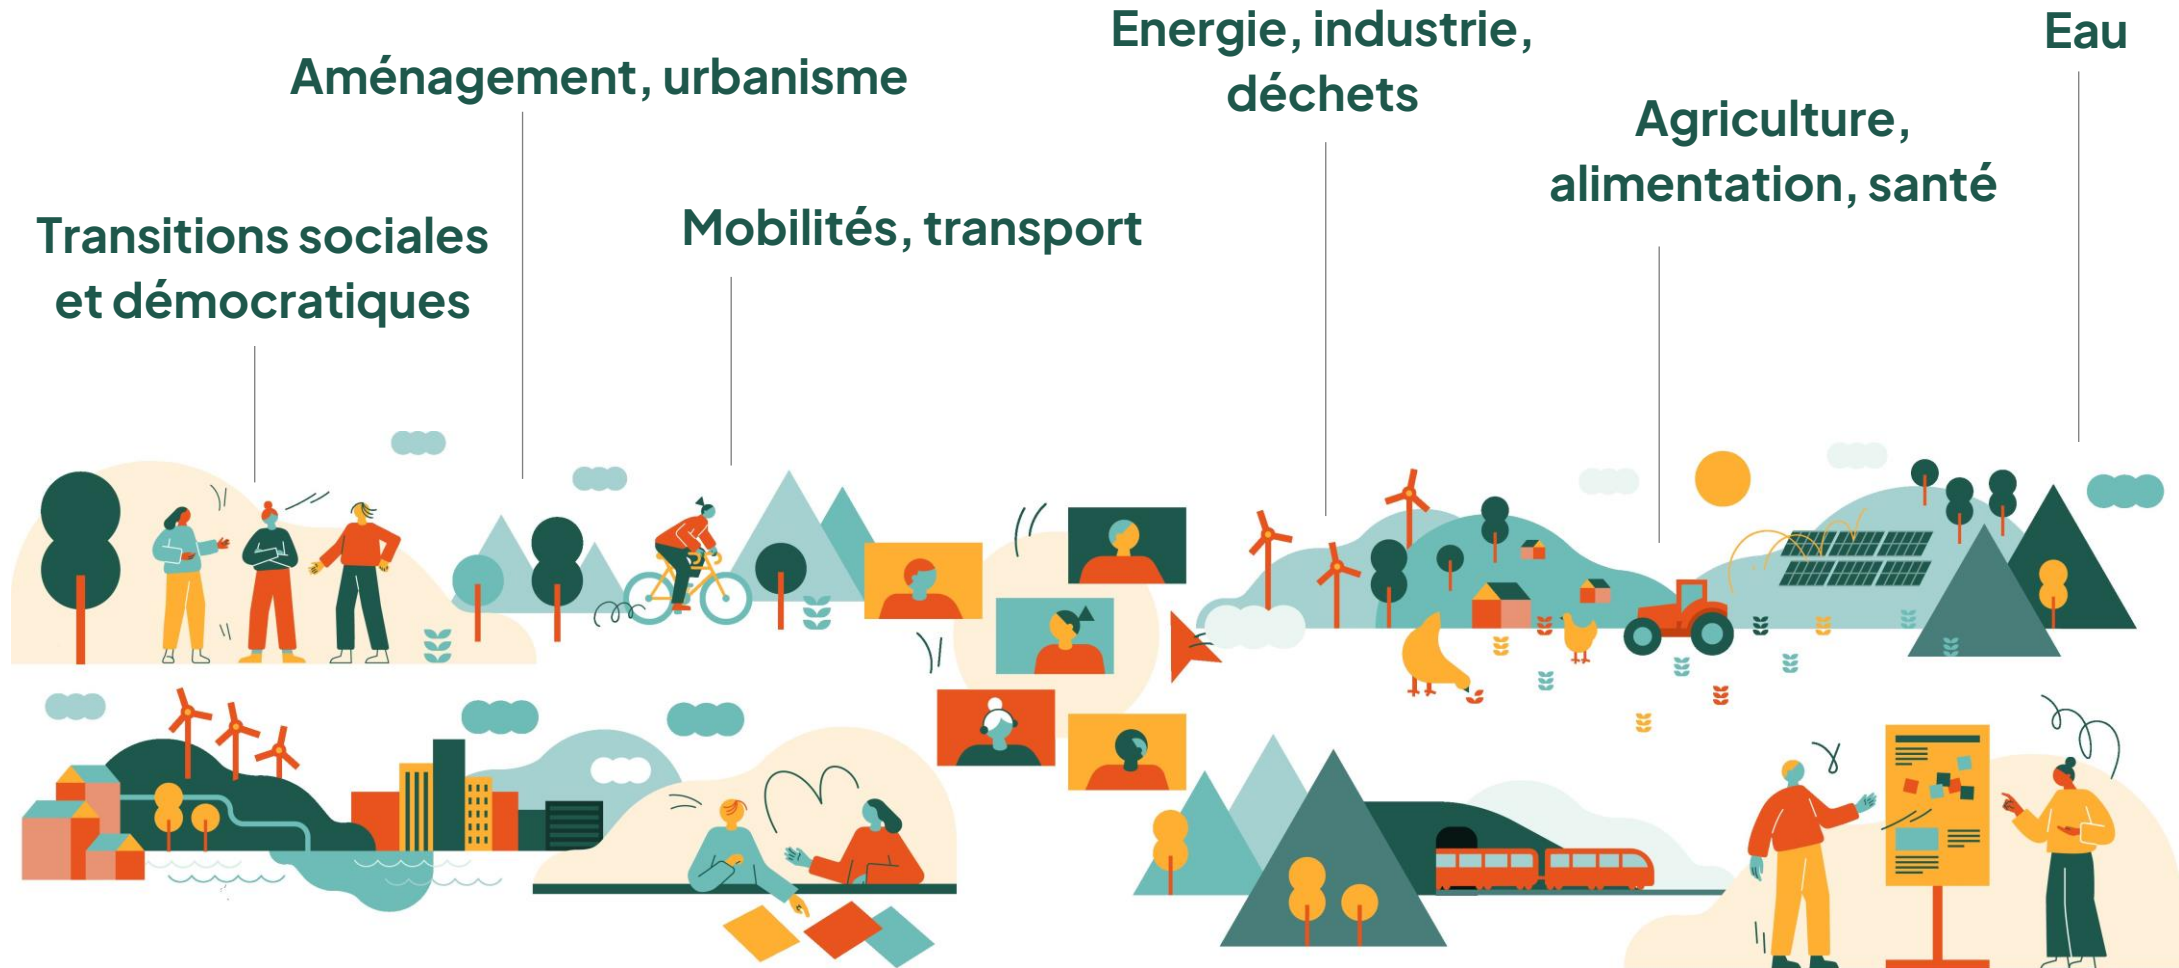 Transitions sociales
et démocratiques
Aménagement, urbanisme
Mobilités, transport
Energie, industrie,
déchets
Agriculture,
alimentation, santé
Eau